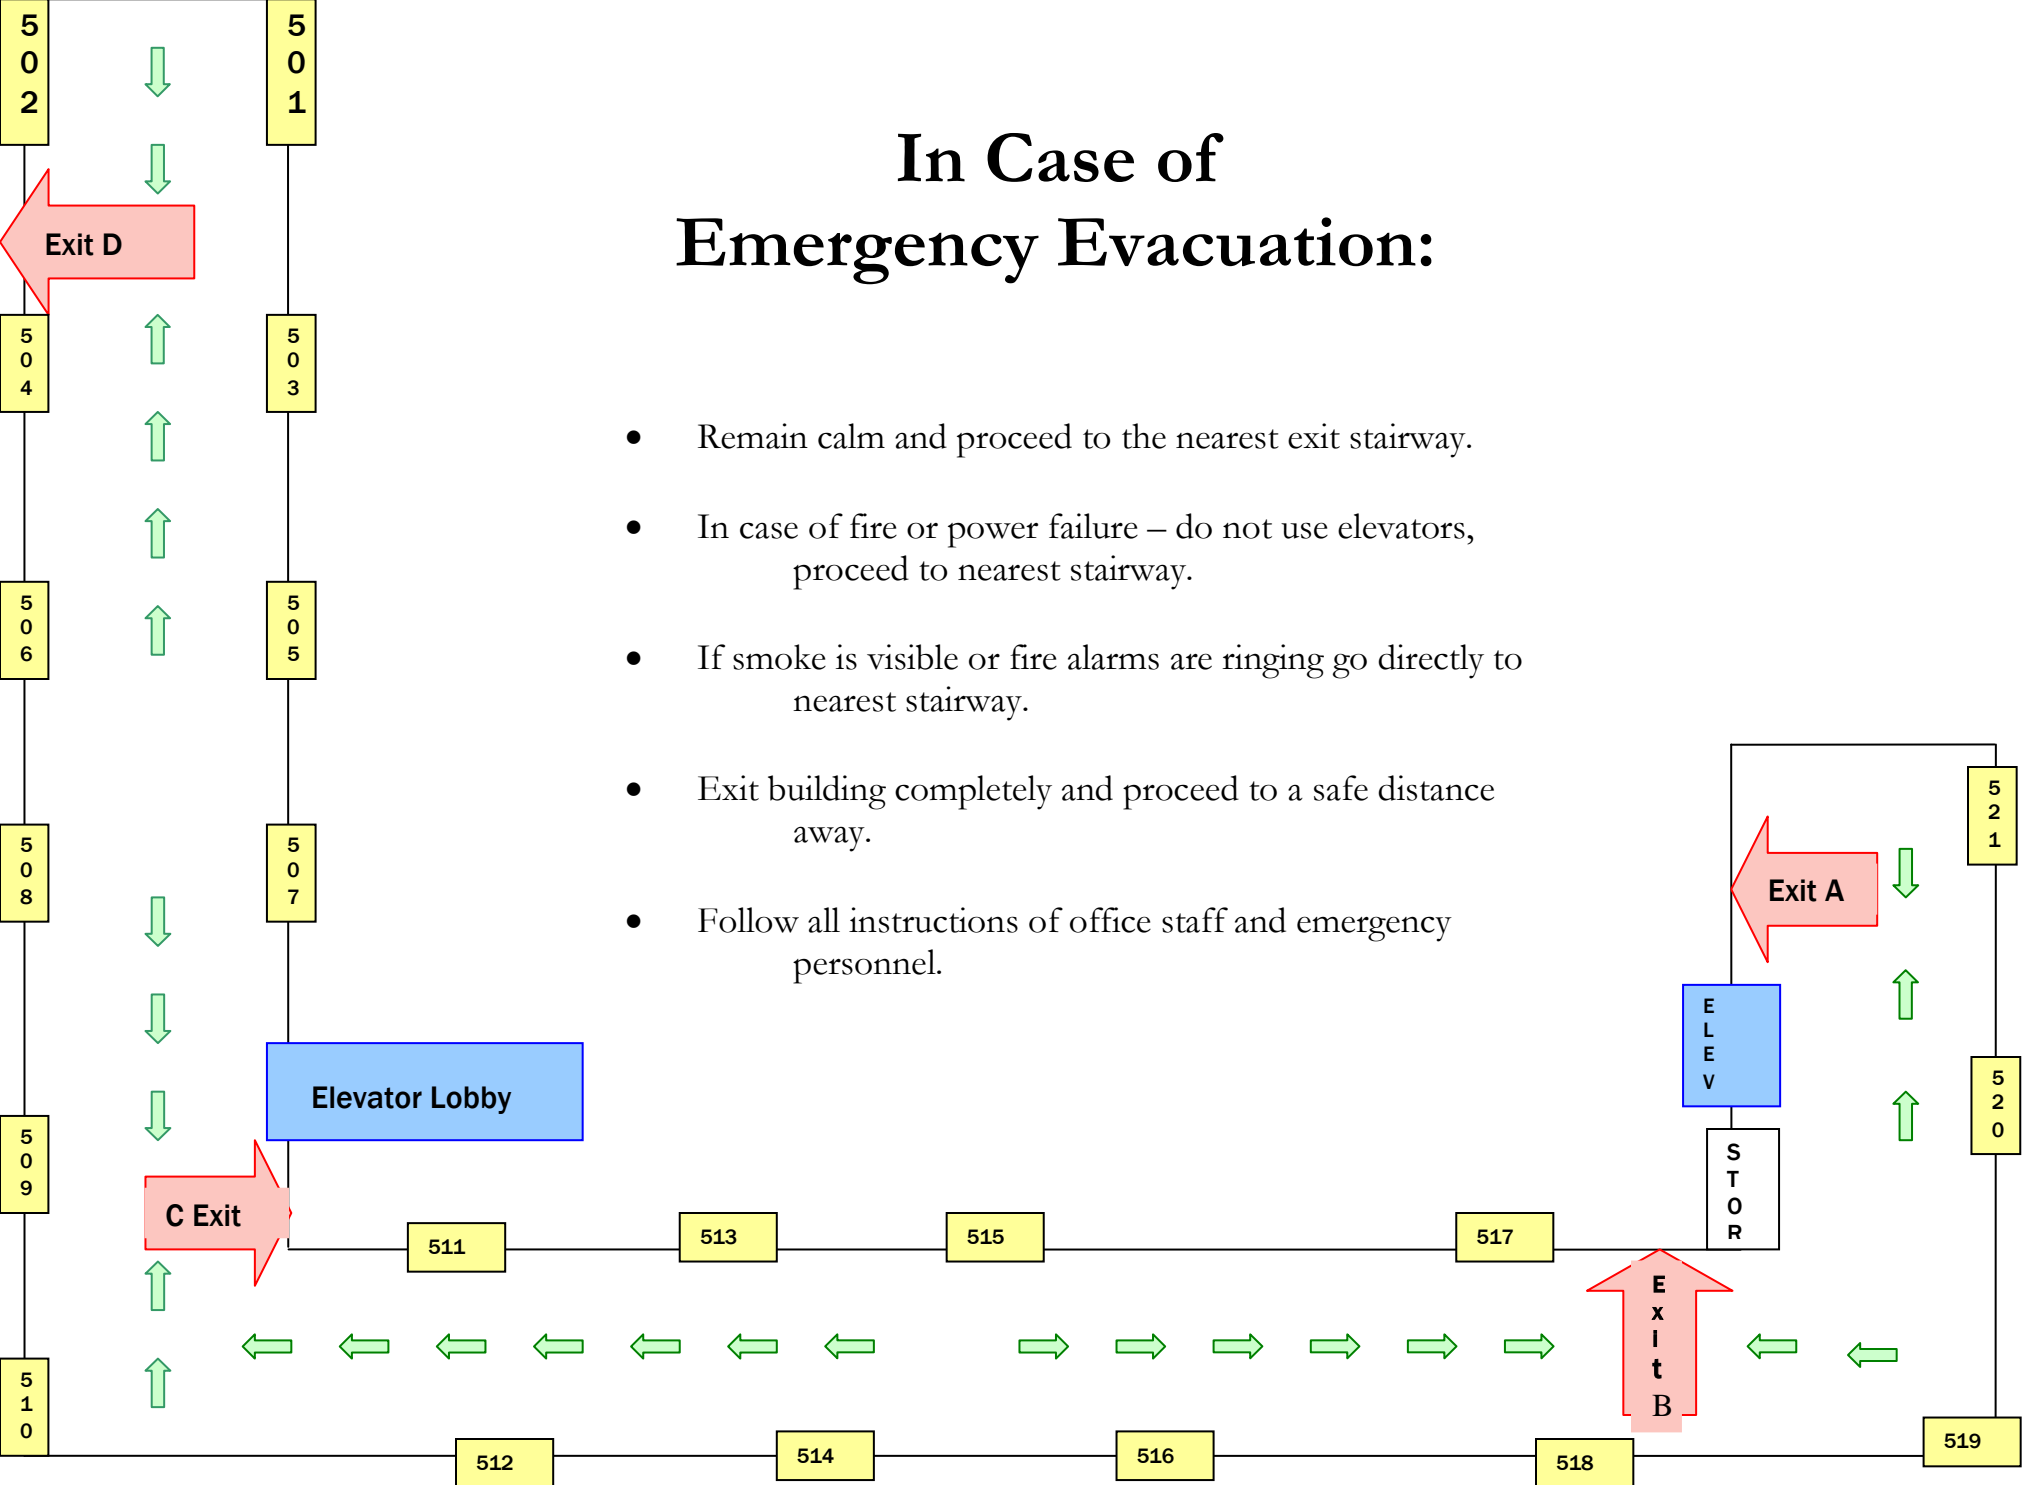 502
501
In Case of
Emergency Evacuation:
Exit D
504
503
• Remain calm and proceed to the nearest exit stairway.
• In case of fire or power failure – do not use elevators,
proceed to nearest stairway.
506
505
• If smoke is visible or fire alarms are ringing go directly to
nearest stairway.
• Exit building completely and proceed to a safe distance
away.
521
508
507
Exit A
• Follow all instructions of office staff and emergency
personnel.
ELEV
Elevator Lobby
520
509
STOR
C Exit
511
513
515
517
Exit B
510
512
514
516
518
519